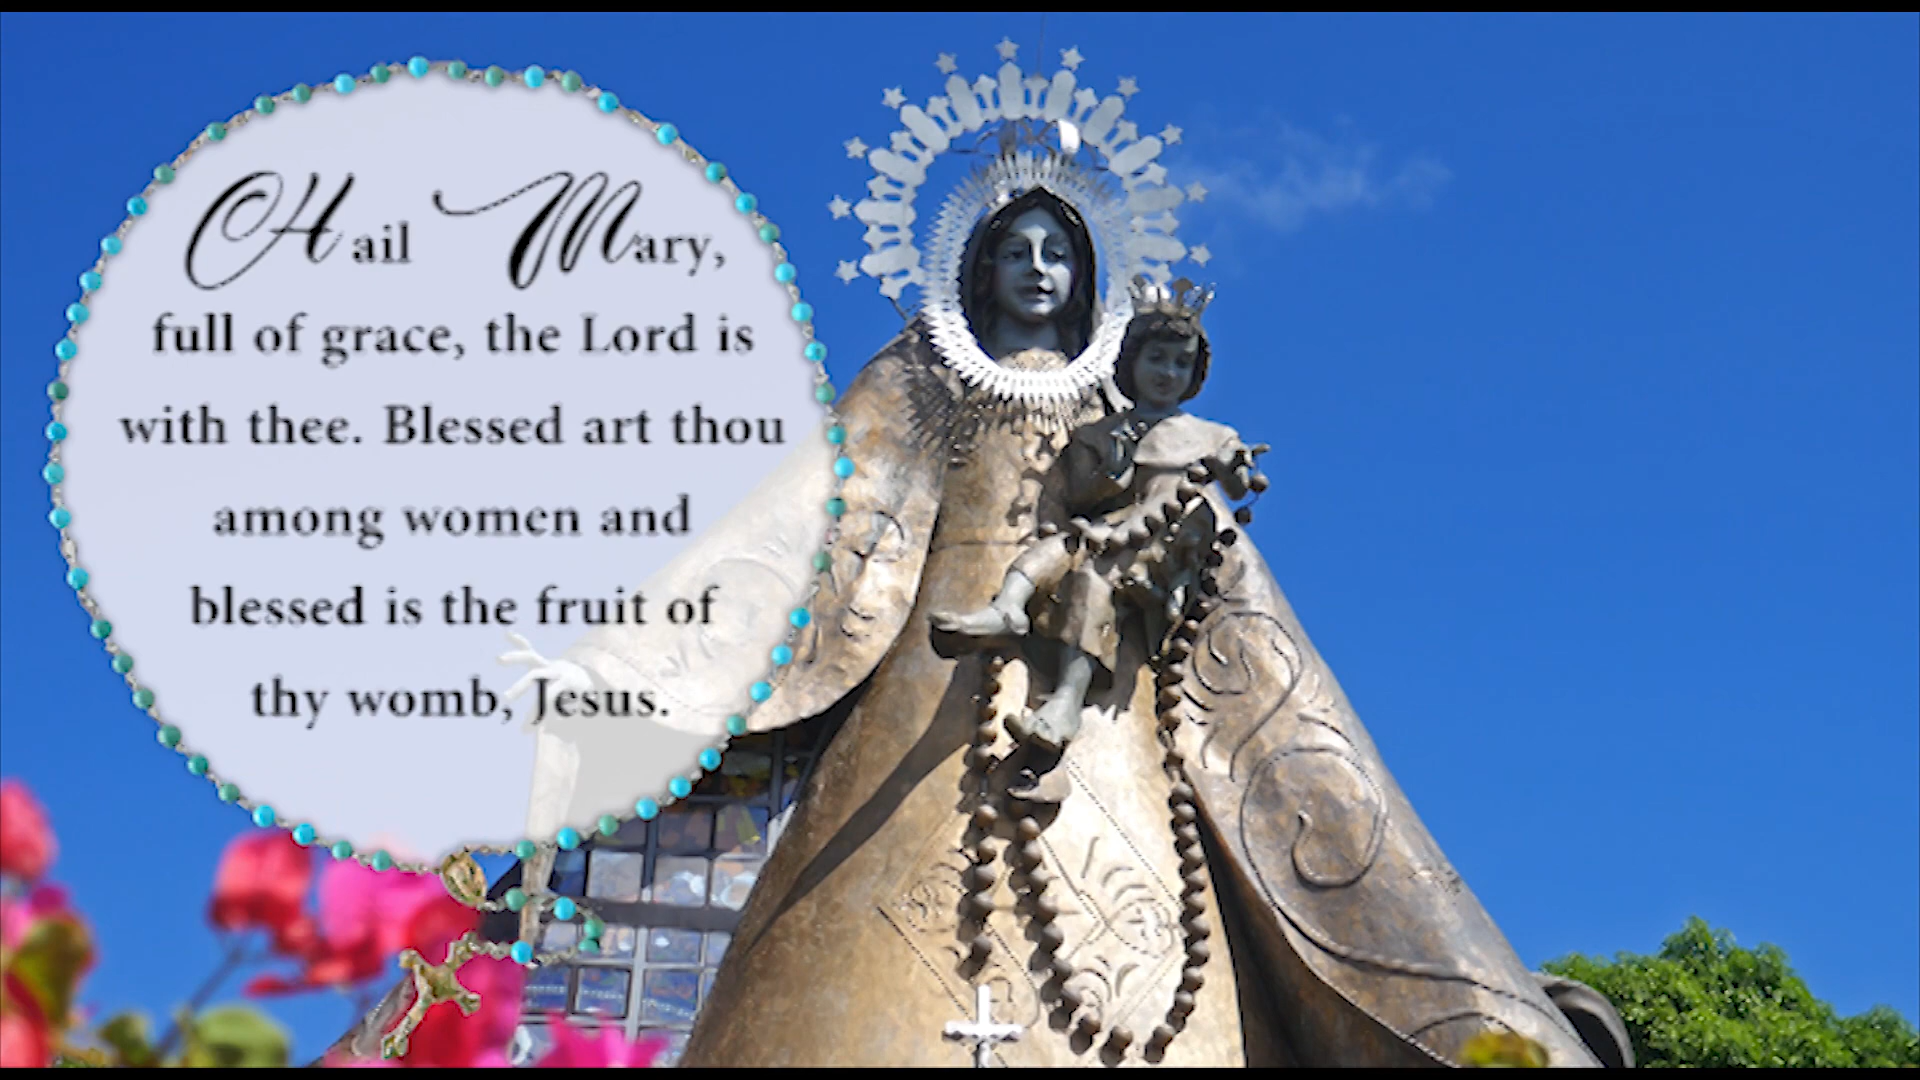 Hail Mary,
full of grace, the Lord is
with thee. Blessed art thou
among women and
blessed is the fruit of
thy womb, Jesus.